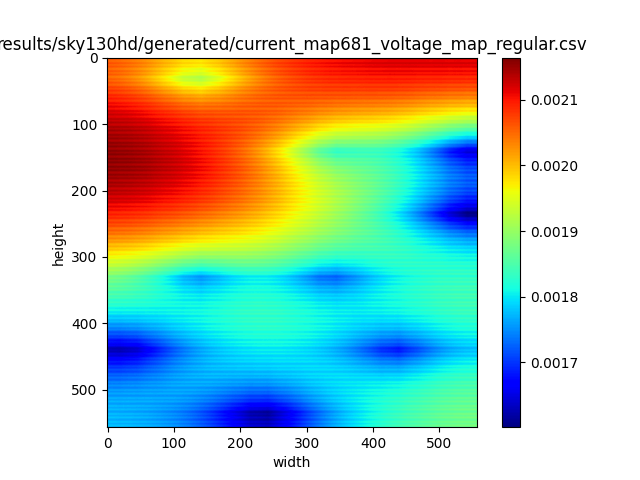 results/sky130hd/generated/current_map681_voltage_map_regular.csv
0
100
200
300
400
500
height
0 100 200 300 400 500
width
0.0021
0.0020
0.0019
0.0018
0.0017